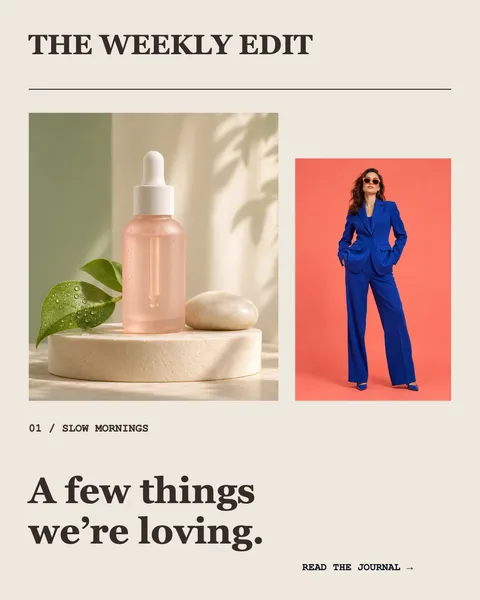 THE WEEKLY EDIT
01 / SLOW MORNINGS
A few things
we’re loving.
READ THE JOURNAL →